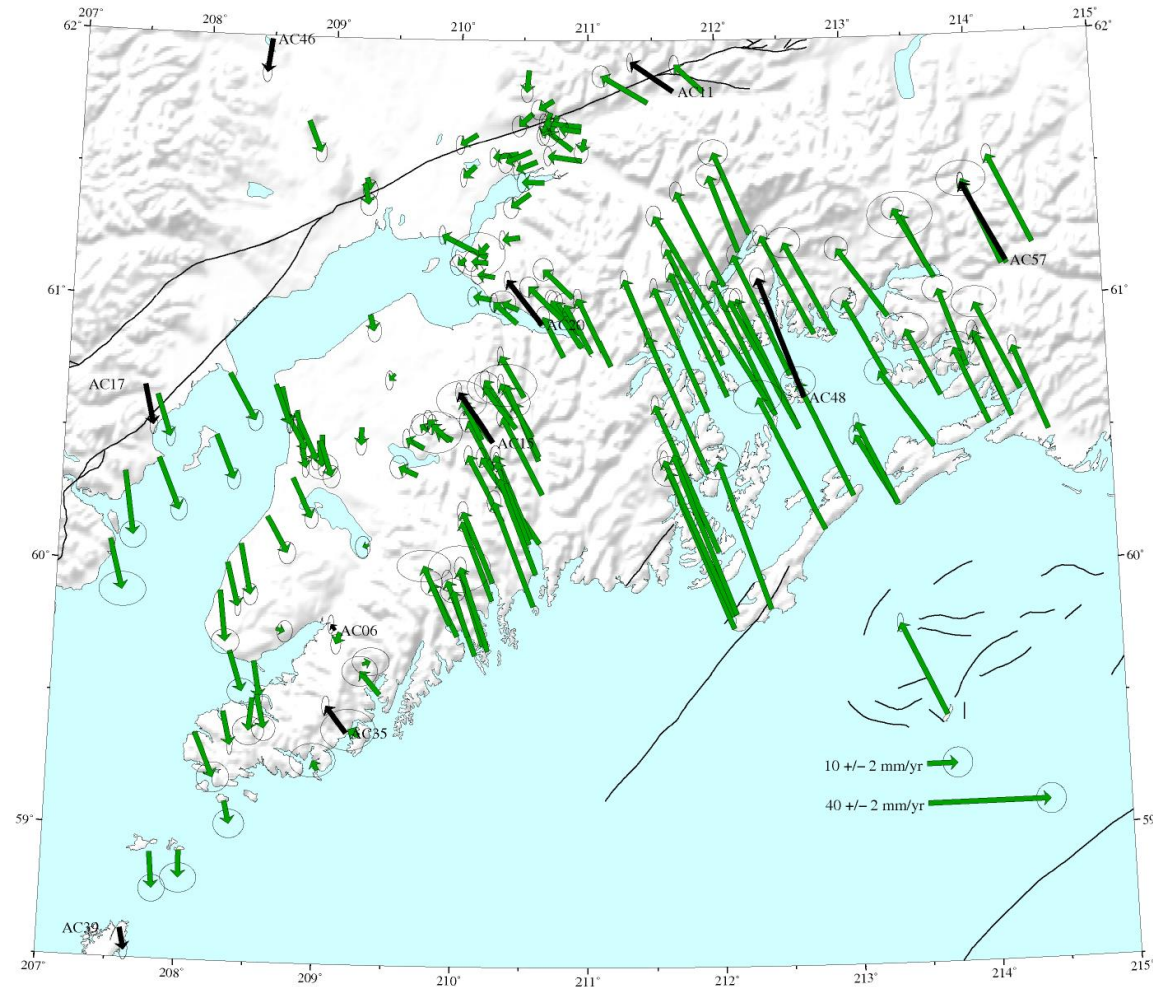 207° 208° 209° 210° 211° 212° 213° 214° 215°
62° 62°
AC46
AC11
AC57
61° 61°
AC20
AC17
AC48
AC15
60° 60°
AC06
AC35
10 +/− 2 mm/yr
40 +/− 2 mm/yr
59° 59°
AC39
207° 208° 209° 210° 211° 212° 213° 214° 215°